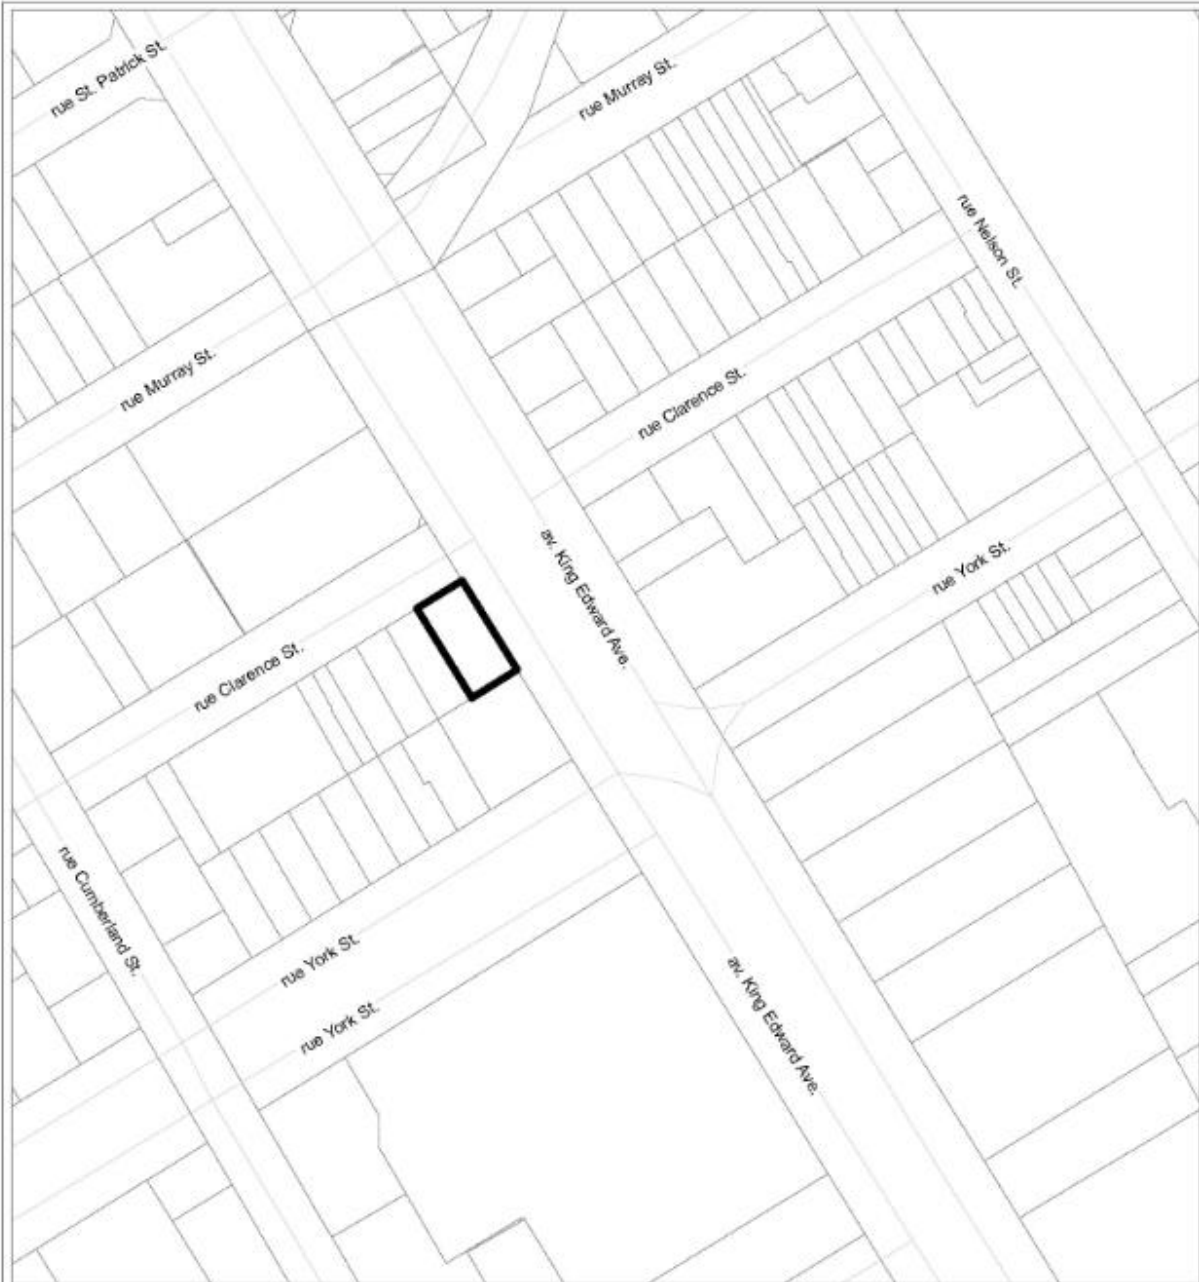 rue St. Patrick St.
rue Murray St.
rue Nelson St.
rue Murray St.
rue Clarence St.
av. King Edward Ave.
rue York St.
rue Clarence St.
rue Cumberland St.
rue York St.
rue York St.
av. King Edward Ave.